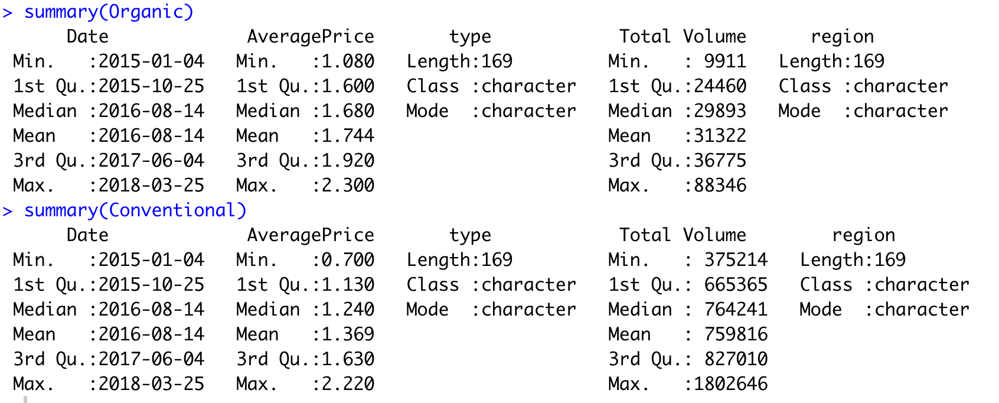 > summary(Organic)
      Date             AveragePrice       type            Total Volume      region
 Min.   :2015-01-04   Min.   :1.080   Length:169         Min.   : 9911   Length:169
 1st Qu.:2015-10-25   1st Qu.:1.600   Class :character   1st Qu.:24460   Class :character
 Median :2016-08-14   Median :1.680   Mode  :character   Median :29893   Mode  :character
 Mean   :2016-08-14   Mean   :1.744                      Mean   :31322
 3rd Qu.:2017-06-04   3rd Qu.:1.920                      3rd Qu.:36775
 Max.   :2018-03-25   Max.   :2.300                      Max.   :88346
> summary(Conventional)
      Date             AveragePrice       type            Total Volume        region
 Min.   :2015-01-04   Min.   :0.700   Length:169         Min.   : 375214   Length:169
 1st Qu.:2015-10-25   1st Qu.:1.130   Class :character   1st Qu.: 665365   Class :character
 Median :2016-08-14   Median :1.240   Mode  :character   Median : 764241   Mode  :character
 Mean   :2016-08-14   Mean   :1.369                      Mean   : 759816
 3rd Qu.:2017-06-04   3rd Qu.:1.630                      3rd Qu.: 827010
 Max.   :2018-03-25   Max.   :2.220                      Max.   :1802646